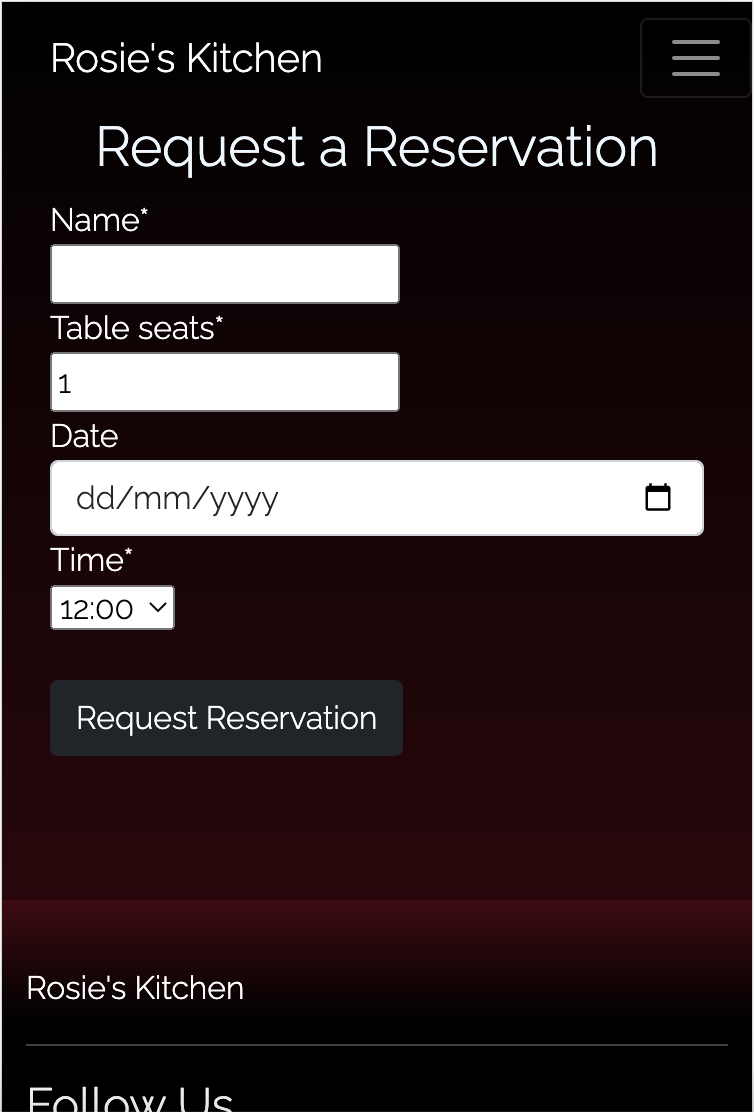 Rosie's Kitchen
Request a Reservation
Name*
Table seats*
1
Date
dd/mm/yyyy
Time*
12:00
Request Reservation
Rosie's Kitchen
Follow Us